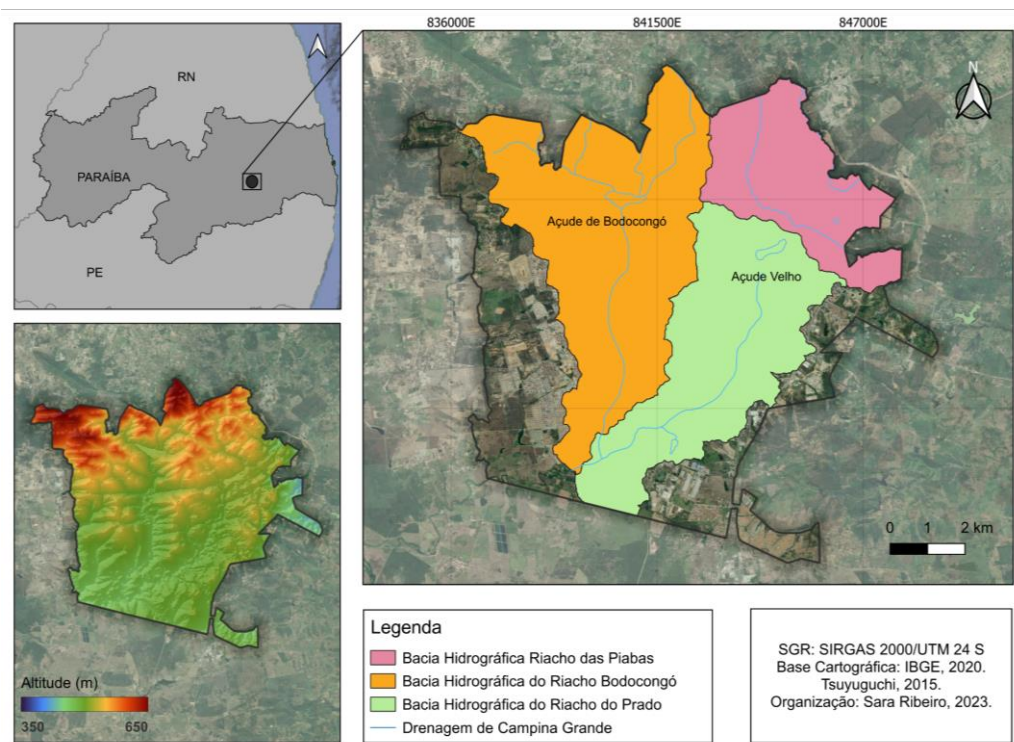 836000E 841500E 847000E
RN
PARAÍBA
PE
N
Açude de Bodocongó
Açude Velho
0 1 2 km
Altitude (m)
350 650
Legenda
Bacia Hidrográfica Riacho das Piabas
Bacia Hidrográfica do Riacho Bodocongó
Bacia Hidrográfica do Riacho do Prado
Drenagem de Campina Grande
SGR: SIRGAS 2000/UTM 24 S
Base Cartográfica: IBGE, 2020.
Tsuyuguchi, 2015.
Organização: Sara Ribeiro, 2023.